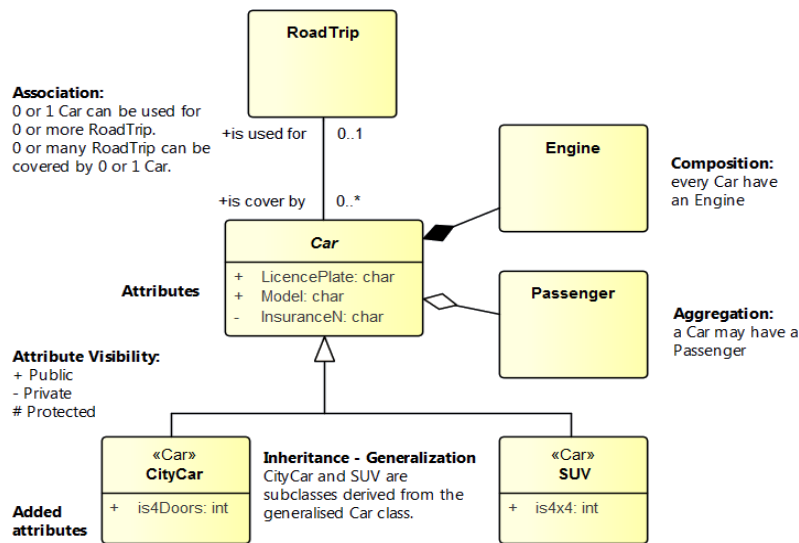 RoadTrip
Association:
0 or 1 Car can be used for
0 or more RoadTrip.
0 or many RoadTrip can be
covered by 0 or 1 Car.
+is used for 0..1
+is cover by 0..*
Engine
Composition:
every Car have
an Engine
Car
+ LicencePlate: char
+ Model: char
- InsuranceN: char
Attributes
Passenger
Aggregation:
a Car may have a
Passenger
Attribute Visibility:
+ Public
- Private
# Protected
«Car»
CityCar
+ is4Doors: int
Inheritance - Generalization
CityCar and SUV are
subclasses derived from the
generalised Car class.
«Car»
SUV
+ is4x4: int
Added
attributes